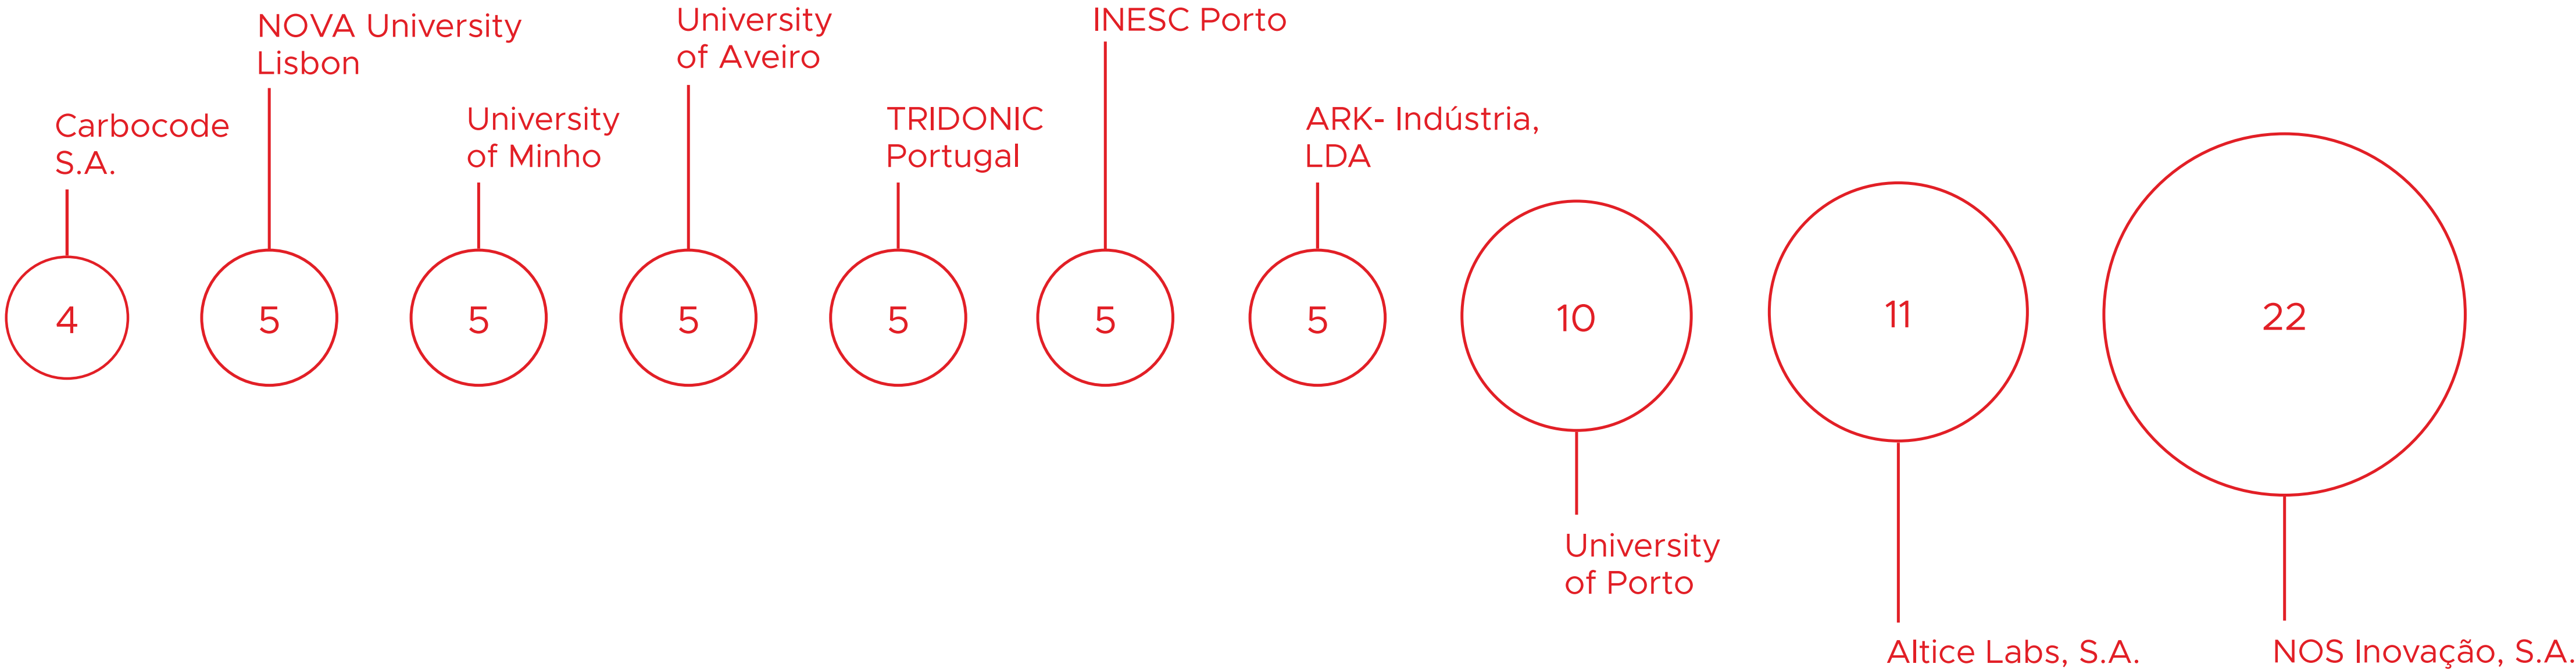 Carbocode
S.A.
4
NOVA University
Lisbon
5
University
of Minho
5
University
of Aveiro
5
TRIDONIC
Portugal
5
INESC Porto
5
ARK- Indústria,
LDA
5
10
University
of Porto
11
Altice Labs, S.A.
22
NOS Inovação, S.A.